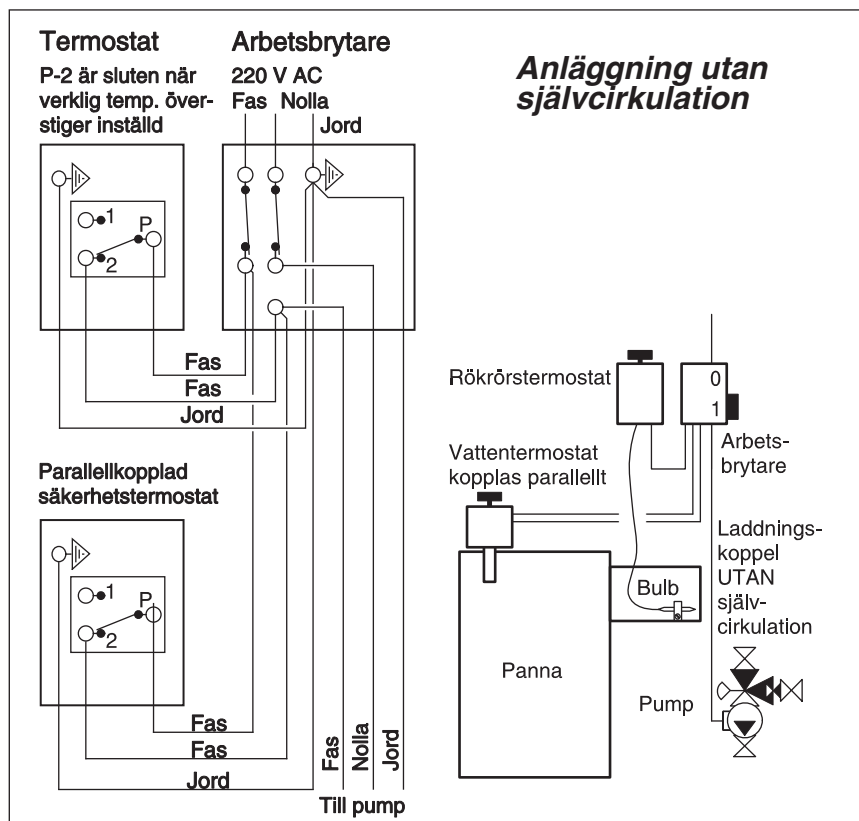 Termostat
P-2 är sluten när
verklig temp. över-
stiger inställd
Arbetsbrytare
220 V AC
Fas Nolla
Jord
1
P
2
Fas
Fas
Jord
Parallellkopplad
säkerhetstermostat
1
P
2
Fas
Fas
Jord
Fas
Nolla
Jord
Till pump
Anläggning utan
självcirkulation
Rökrörstermostat
0
1
Arbets-
brytare
Vattentermostat
kopplas parallellt
Laddnings-
koppel
UTAN
själv-
cirkulation
Bulb
Panna
Pump